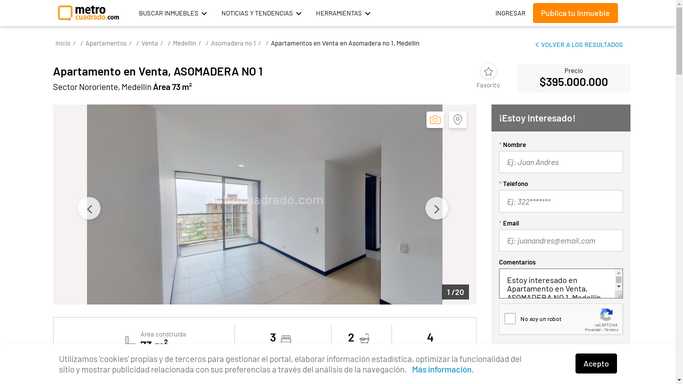 metro
cuadrado.com
BUSCAR INMUEBLES
NOTICIAS Y TENDENCIAS
HERRAMIENTAS
INGRESAR
Publica tu Inmueble
Inicio / / Apartamentos / / Venta / / Medellín / / Asomadera no 1 / / Apartamentos en Venta en Asomadera no 1, Medellín
VOLVER A LOS RESULTADOS
Apartamento en Venta, ASOMADERA NO 1
Sector Nororiente, Medellín Área 73 m²
Favorito
Precio
$395.000.000
cuadrado.com
1 / 20
¡Estoy Interesado!
* Nombre
Ej: Juan Andres
* Telefono
Ej: 322*******
* Email
Ej: juanandres@email.com
Comentarios
Estoy interesado en
Apartamento en Venta,
ASOMADERA NO 1, Medellín
No soy un robot
reCAPTCHA
Privacidad - Términos
Área construida
73 m²
3
2
4
Utilizamos 'cookies' propias y de terceros para gestionar el portal, elaborar información estadística, optimizar la funcionalidad del
sitio y mostrar publicidad relacionada con sus preferencias a través del análisis de la navegación. Más información.
Acepto